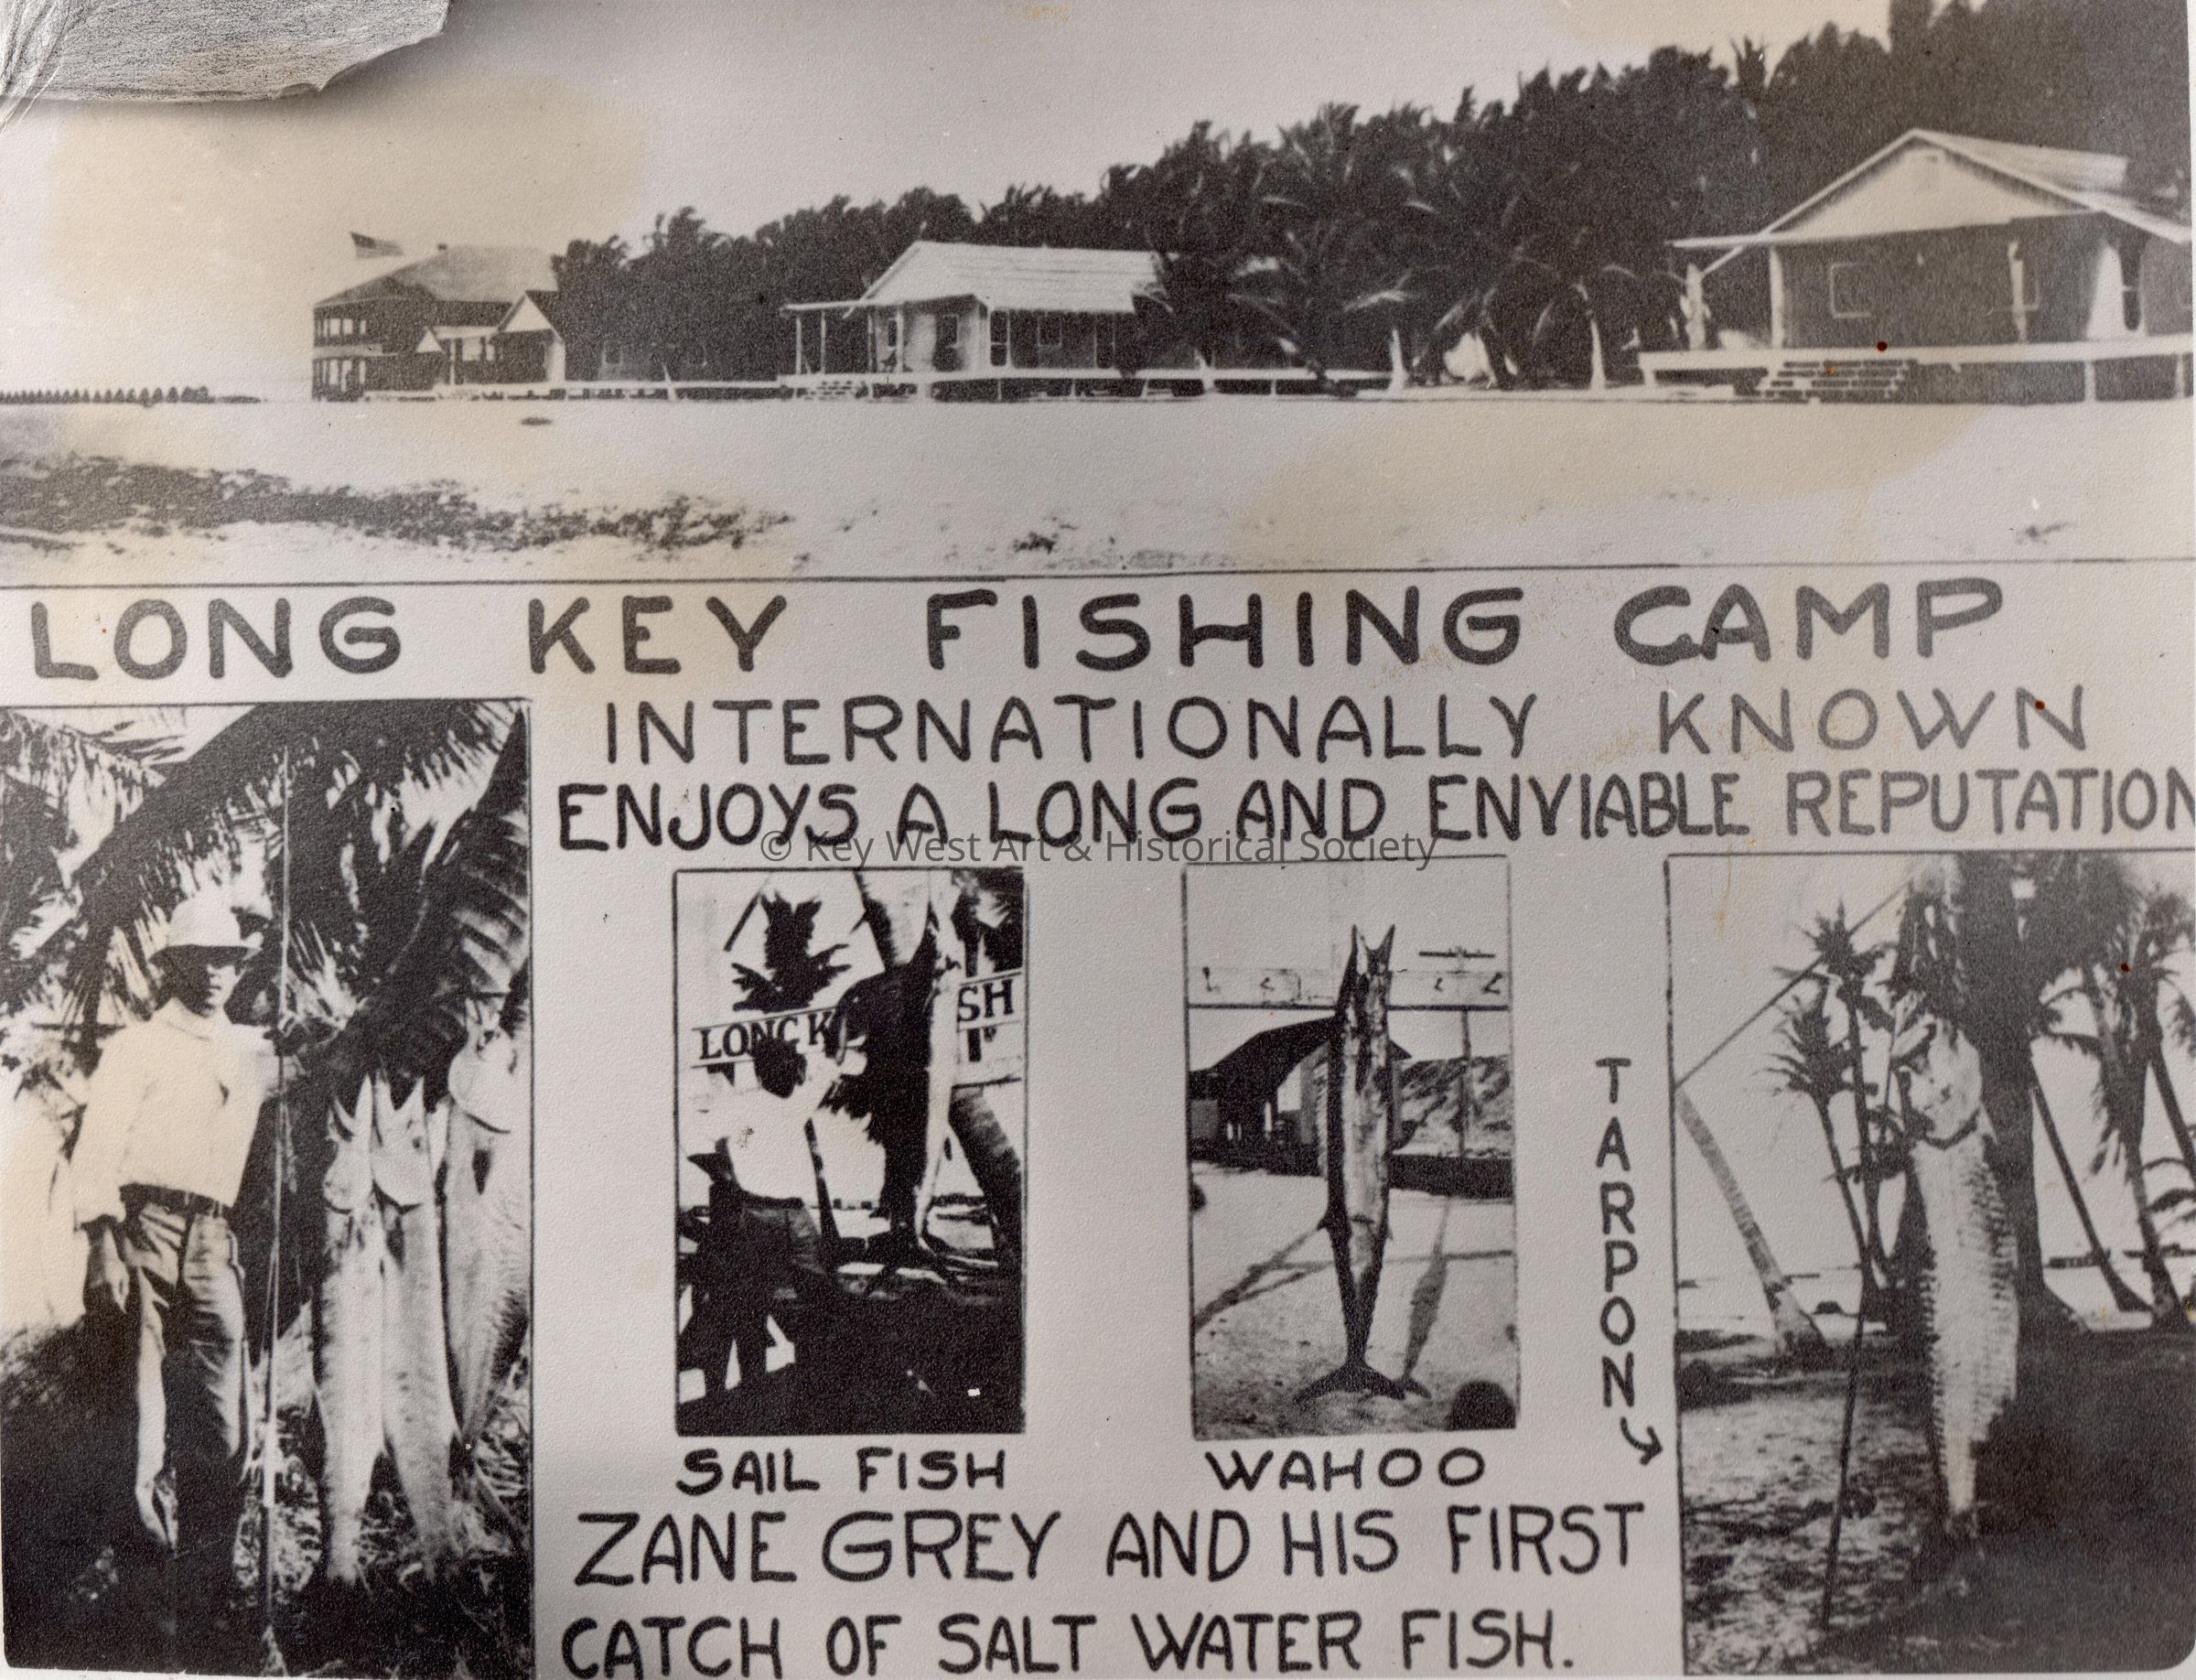 LONG KEY FISHING CAMP
INTERNATIONALLY KNOWN
ENJOYS A LONG AND ENVIABLE REPUTATION
© Key West Art & Historical Society
LONG K
SH
TARPON
SAIL FISH
WAHOO
ZANE GREY AND HIS FIRST
CATCH OF SALT WATER FISH.